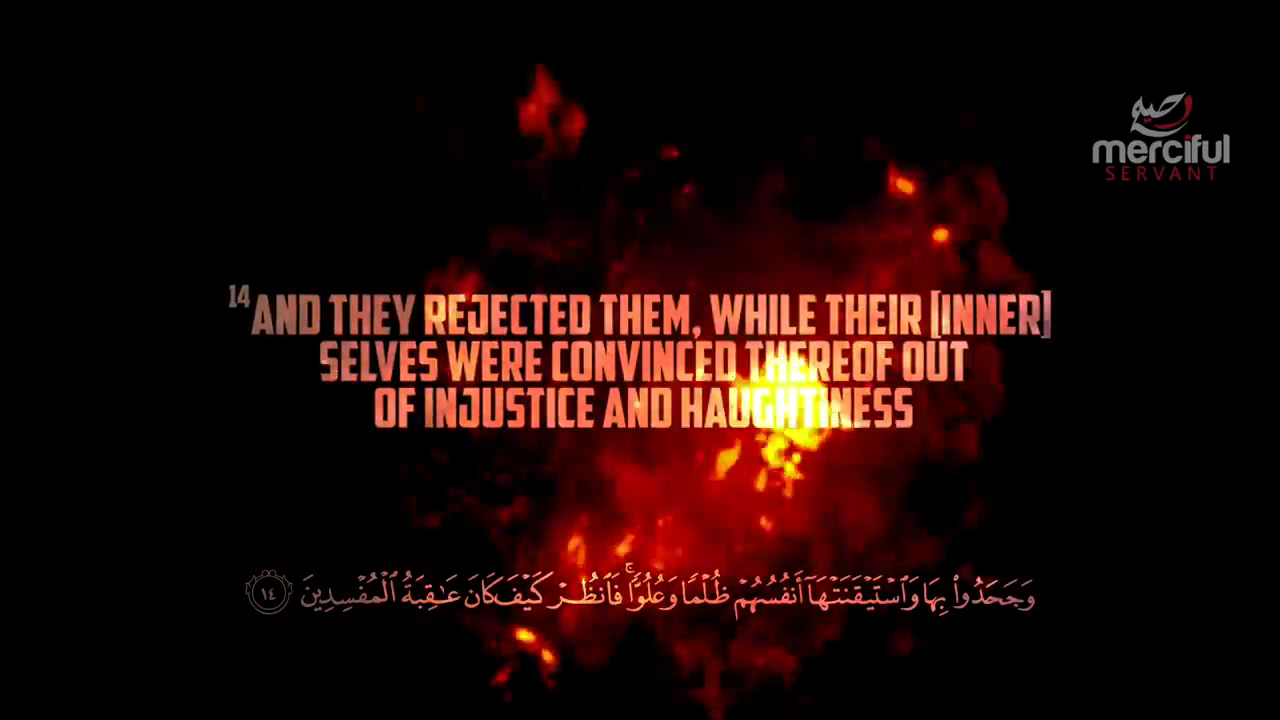 رحيم
merciful
SERVANT
14 AND THEY REJECTED THEM, WHILE THEIR [INNER]
SELVES WERE CONVINCED THEREOF OUT
OF INJUSTICE AND HAUGHTINESS
وَجَحَدُوا۟ بِهَا وَٱسْتَيْقَنَتْهَآ أَنفُسُهُمْ ظُلْمًا وَعُلُوًّا ۚ فَٱنظُرْ كَيْفَ كَانَ عَـٰقِبَةُ ٱلْمُفْسِدِينَ ١٤